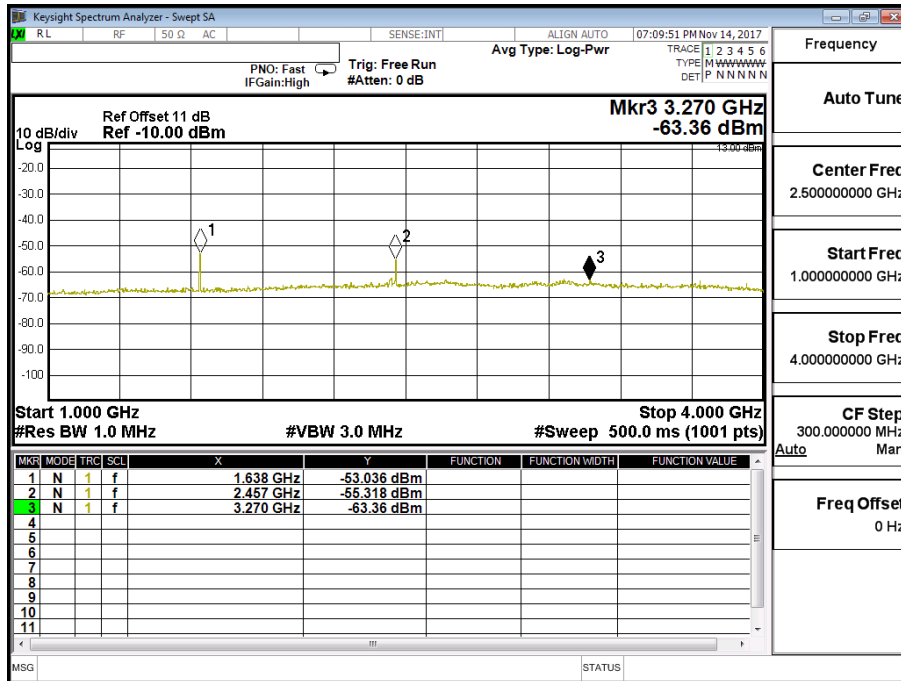 Keysight Spectrum Analyzer - Swept SA
LXI RL RF 50 Ω AC SENSE:INT ALIGN AUTO 07:09:51 PM Nov 14, 2017
PNO: Fast
IFGain:High
Trig: Free Run
#Atten: 0 dB
Avg Type: Log-Pwr
TRACE 1 2 3 4 5 6
TYPE M W W W W W
DET P N N N N N
Ref Offset 11 dB
Ref -10.00 dBm
10 dB/div
Log
Mkr3 3.270 GHz
-63.36 dBm
-13.00 dBm
-20.0
-30.0
-40.0
-50.0
-60.0
-70.0
-80.0
-90.0
-100
1
2
3
Start 1.000 GHz
Stop 4.000 GHz
#Res BW 1.0 MHz
#VBW 3.0 MHz
#Sweep 500.0 ms (1001 pts)
MKR MODE TRC SCL X Y FUNCTION FUNCTION WIDTH FUNCTION VALUE
1 N 1 f 1.638 GHz -53.036 dBm
2 N 1 f 2.457 GHz -55.318 dBm
3 N 1 f 3.270 GHz -63.36 dBm
4
5
6
7
8
9
10
11
MSG
STATUS
Frequency
Auto Tune
Center Freq
2.500000000 GHz
Start Freq
1.000000000 GHz
Stop Freq
4.000000000 GHz
CF Step
300.000000 MHz
Auto Man
Freq Offset
0 Hz